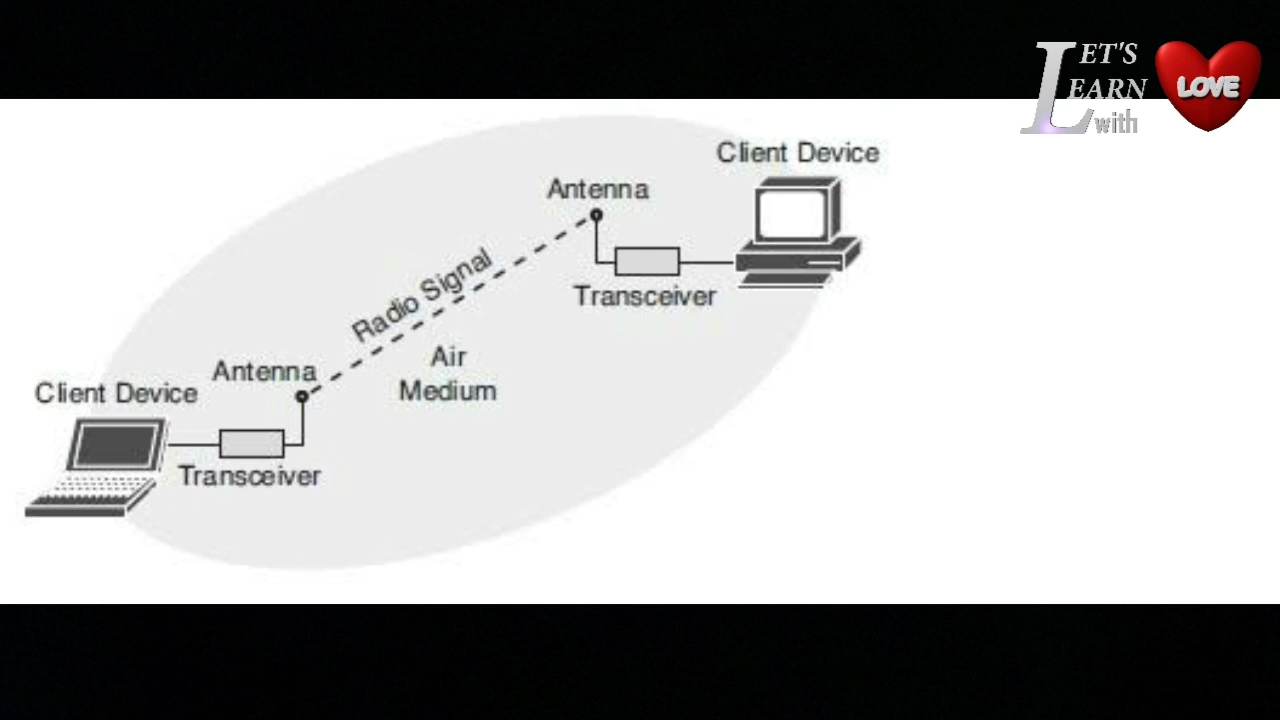 LET'S
LEARN
with
LOVE
Client Device
Antenna
Transceiver
Radio Signal
Air
Medium
Antenna
Client Device
Transceiver